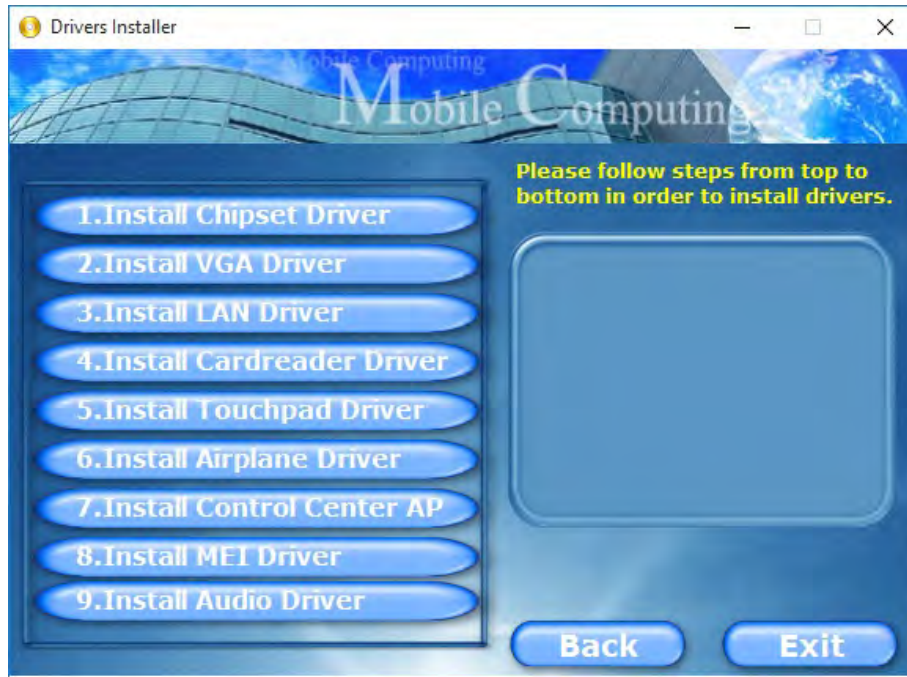 Drivers Installer
Mobile Computing
Mobile Computing
Please follow steps from top to
bottom in order to install drivers.
1.Install Chipset Driver
2.Install VGA Driver
3.Install LAN Driver
4.Install Cardreader Driver
5.Install Touchpad Driver
6.Install Airplane Driver
7.Install Control Center AP
8.Install MEI Driver
9.Install Audio Driver
Back
Exit